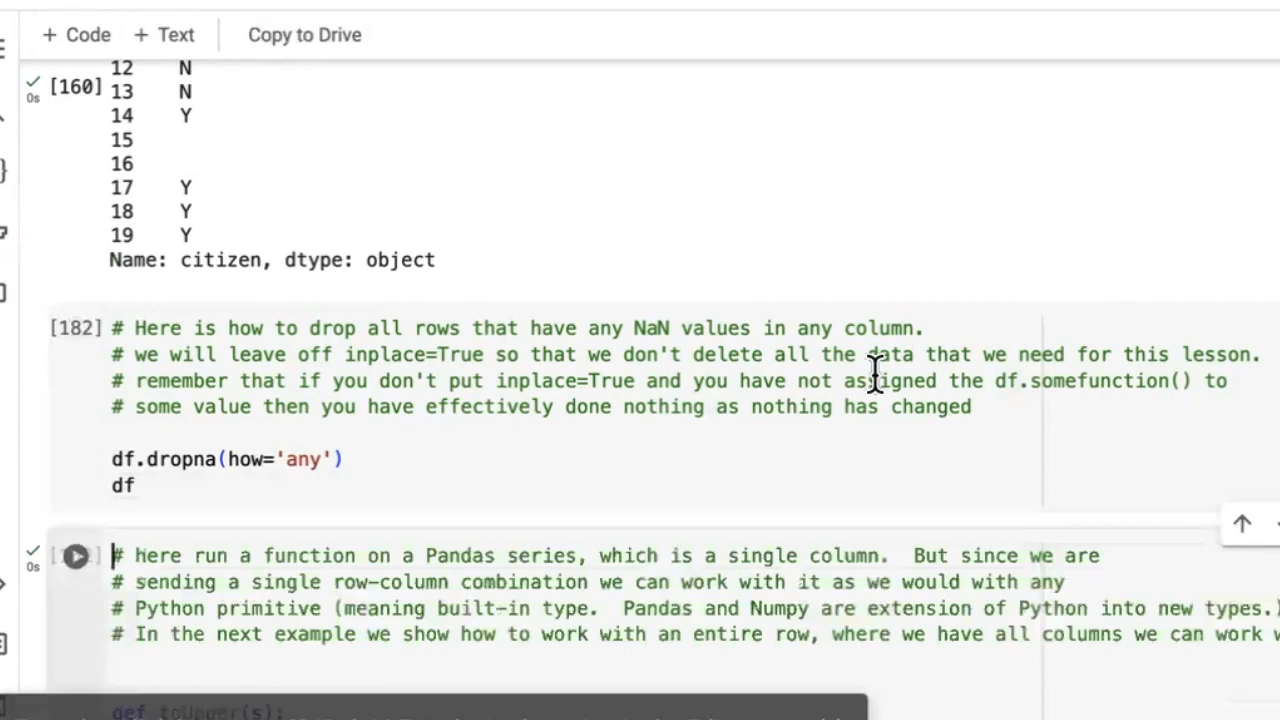 + Code + Text Copy to Drive
12 N
[160] 13 N
0s
14 Y
15
16
17 Y
18 Y
19 Y
Name: citizen, dtype: object
[182] # Here is how to drop all rows that have any NaN values in any column.
# we will leave off inplace=True so that we don't delete all the data that we need for this lesson.
# remember that if you don't put inplace=True and you have not assigned the df.somefunction() to
# some value then you have effectively done nothing as nothing has changed
df.dropna(how='any')
df
# Here run a function on a Pandas series, which is a single column. But since we are
0s
# sending a single row-column combination we can work with it as we would with any
# Python primitive (meaning built-in type. Pandas and Numpy are extension of Python into new types.)
# In the next example we show how to work with an entire row, where we have all columns we can work
def toUpper(s):